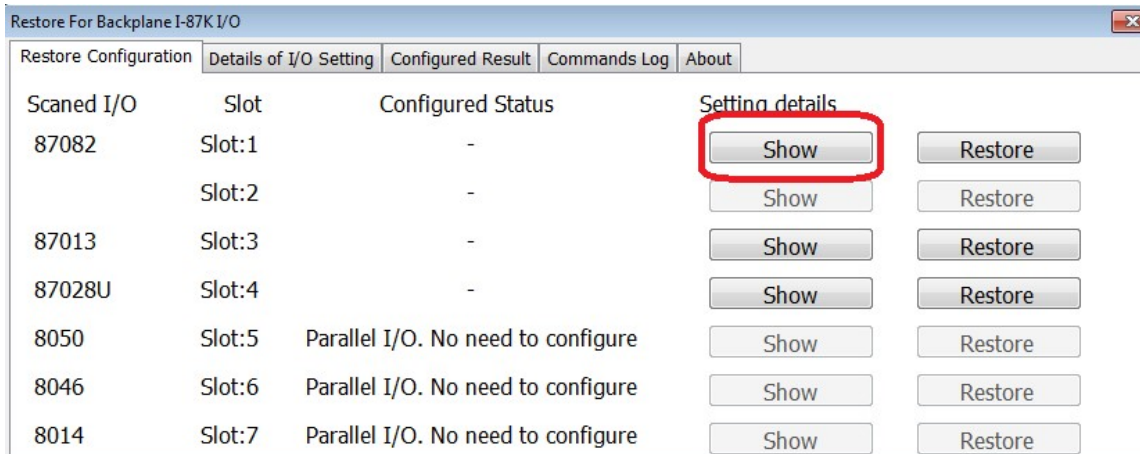 Restore For Backplane I-87K I/O
Restore Configuration Details of I/O Setting Configured Result Commands Log About
Scaned I/O Slot Configured Status Setting details
87082 Slot:1 - Show Restore
Slot:2 - Show Restore
87013 Slot:3 - Show Restore
87028U Slot:4 - Show Restore
8050 Slot:5 Parallel I/O. No need to configure Show Restore
8046 Slot:6 Parallel I/O. No need to configure Show Restore
8014 Slot:7 Parallel I/O. No need to configure Show Restore